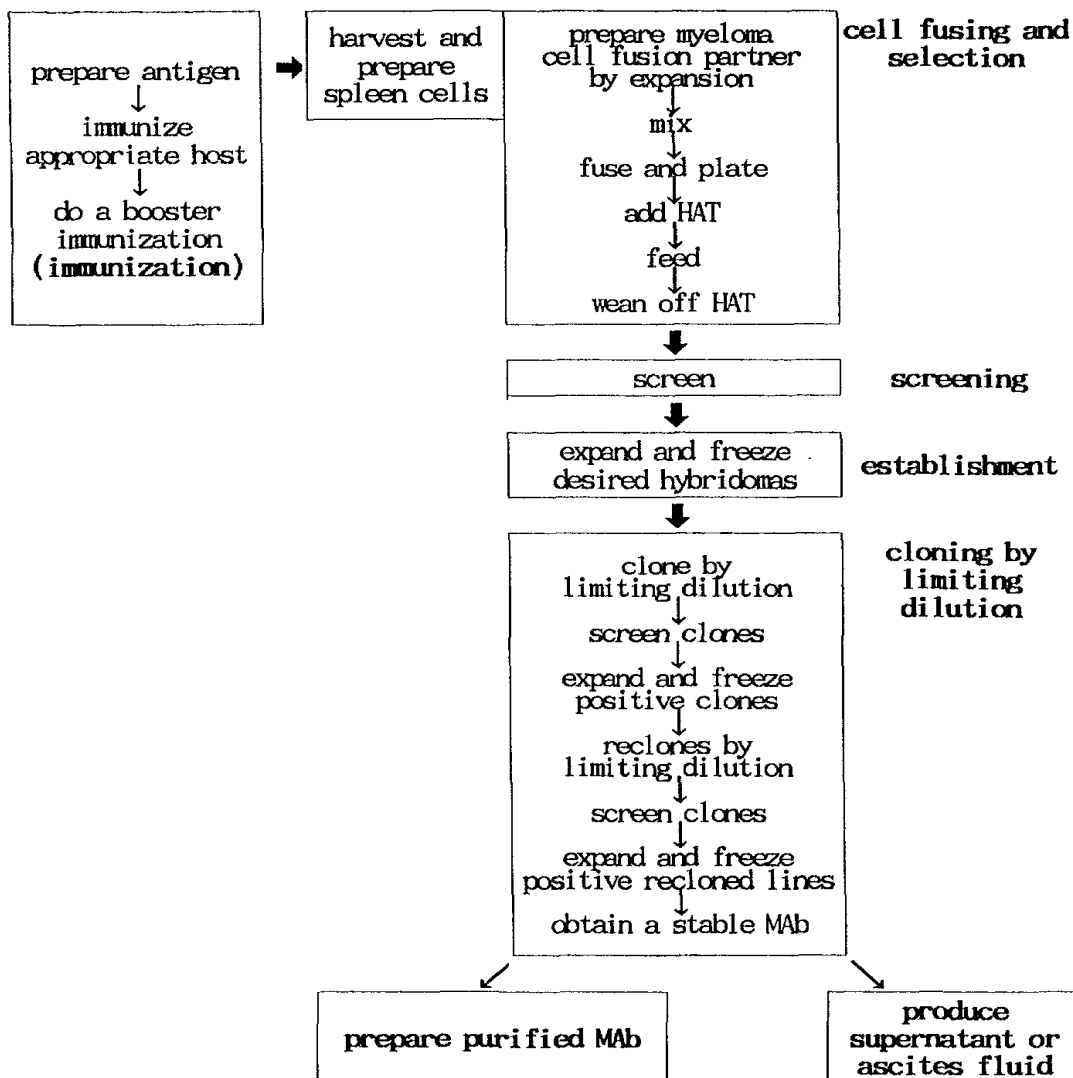 prepare antigen
immunize
appropriate host
do a booster
immunization
(immunization)
harvest and
prepare
spleen cells
prepare myeloma
cell fusion partner
by expansion
mix
fuse and plate
add HAT
feed
wean off HAT
cell fusing and
selection
screen
screening
expand and freeze
desired hybridomas
establishment
clone by
limiting dilution
screen clones
expand and freeze
positive clones
reclones by
limiting dilution
screen clones
expand and freeze
positive recloned lines
obtain a stable MAb
cloning by
limiting
dilution
prepare purified MAb
produce
supernatant or
ascites fluid